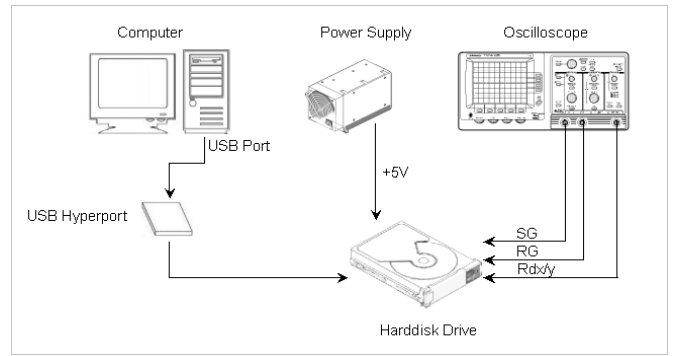 Computer
Power Supply
Oscilloscope
USB Port
+5V
USB Hyperport
SG
RG
Rdx/y
Harddisk Drive